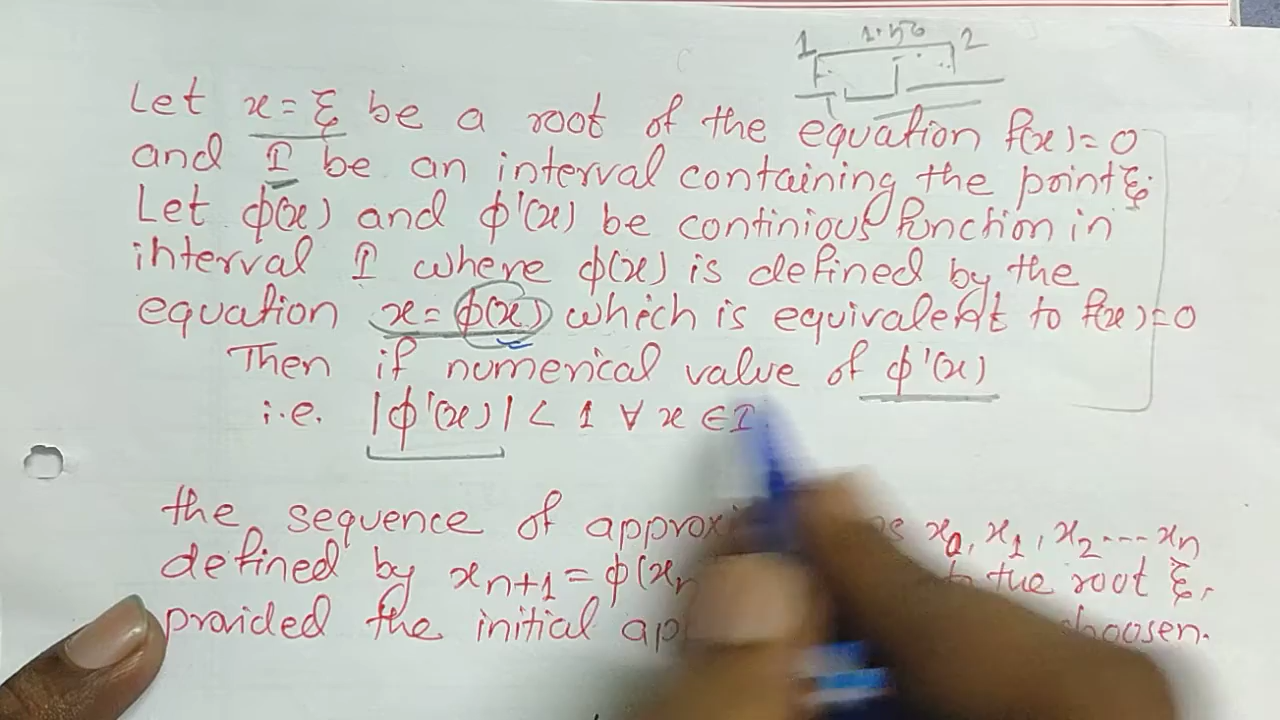 1 1.50 2
Let x = ξ be a root of the equation f(x) = 0
and I be an interval containing the point ξ.
Let ϕ(x) and ϕ'(x) be continious function in
interval I where ϕ(x) is defined by the
equation x = ϕ(x) which is equivalent to f(x) = 0
Then if numerical value of ϕ'(x)
i.e. |ϕ'(x)| < 1 ∀ x ∈ I
the sequence of x0, x1, x2 --- xn
defined by xn+1 = ϕ(xn the root ξ,
provided the initial choosen.